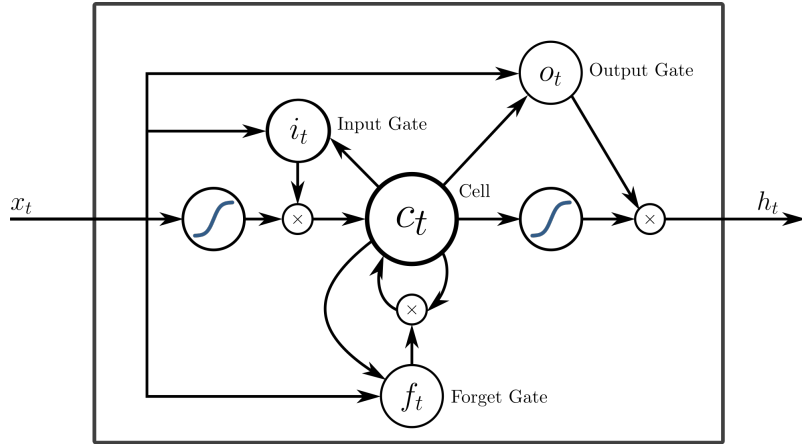 o_t Output Gate
i_t Input Gate
x_t
Cell
h_t
×
c_t
×
×
f_t Forget Gate